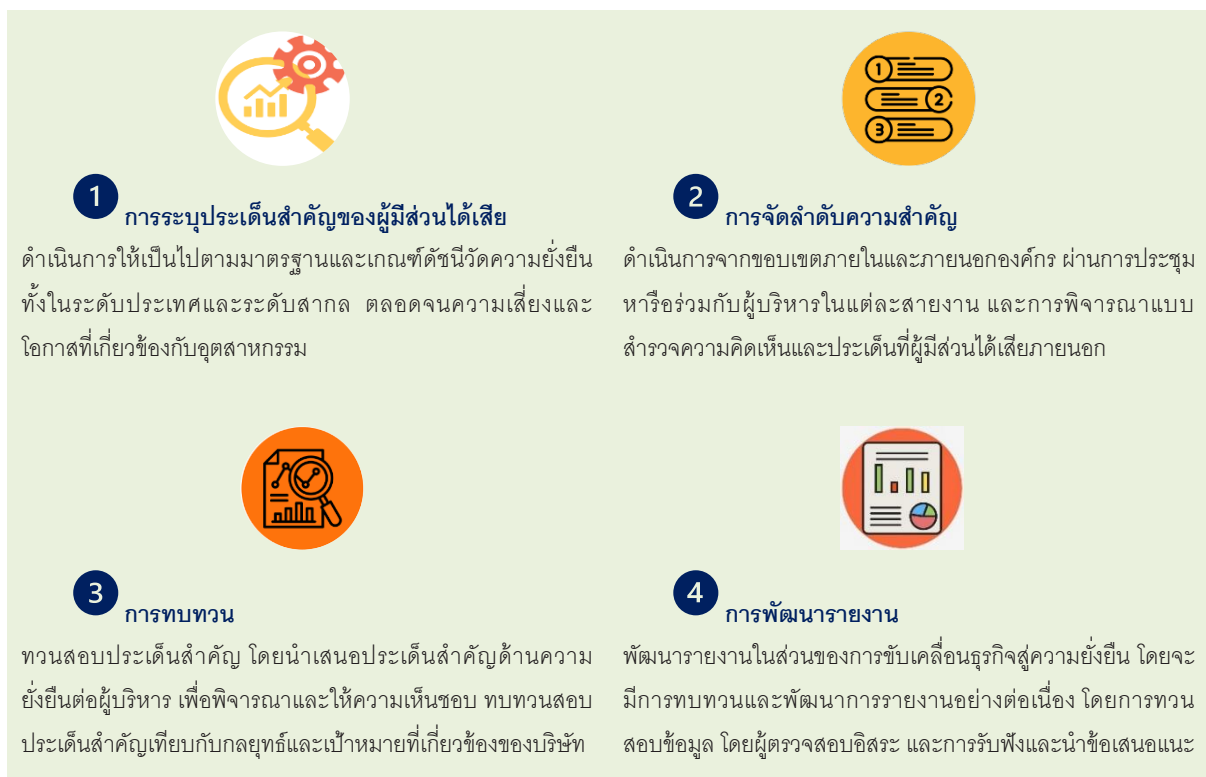 1
การระบุประเด็นสำคัญของผู้มีส่วนได้เสีย
ดำเนินการให้เป็นไปตามมาตรฐานและเกณฑ์ดัชนีวัดความยั่งยืน
ทั้งในระดับประเทศและระดับสากล ตลอดจนความเสี่ยงและ
โอกาสที่เกี่ยวข้องกับอุตสาหกรรม
1
2
3
2
การจัดลำดับความสำคัญ
ดำเนินการจากขอบเขตภายในและภายนอกองค์กร ผ่านการประชุม
หารือร่วมกับผู้บริหารในแต่ละสายงาน และการพิจารณาแบบ
สำรวจความคิดเห็นและประเด็นที่ผู้มีส่วนได้เสียภายนอก
3
การทบทวน
ทวนสอบประเด็นสำคัญ โดยนำเสนอประเด็นสำคัญด้านความ
ยั่งยืนต่อผู้บริหาร เพื่อพิจารณาและให้ความเห็นชอบ ทบทวนสอบ
ประเด็นสำคัญเทียบกับกลยุทธ์และเป้าหมายที่เกี่ยวข้องของบริษัท
4
การพัฒนารายงาน
พัฒนารายงานในส่วนของการขับเคลื่อนธุรกิจสู่ความยั่งยืน โดยจะ
มีการทบทวนและพัฒนาการรายงานอย่างต่อเนื่อง โดยการทวน
สอบข้อมูล โดยผู้ตรวจสอบอิสระ และการรับฟังและนำข้อเสนอแนะ